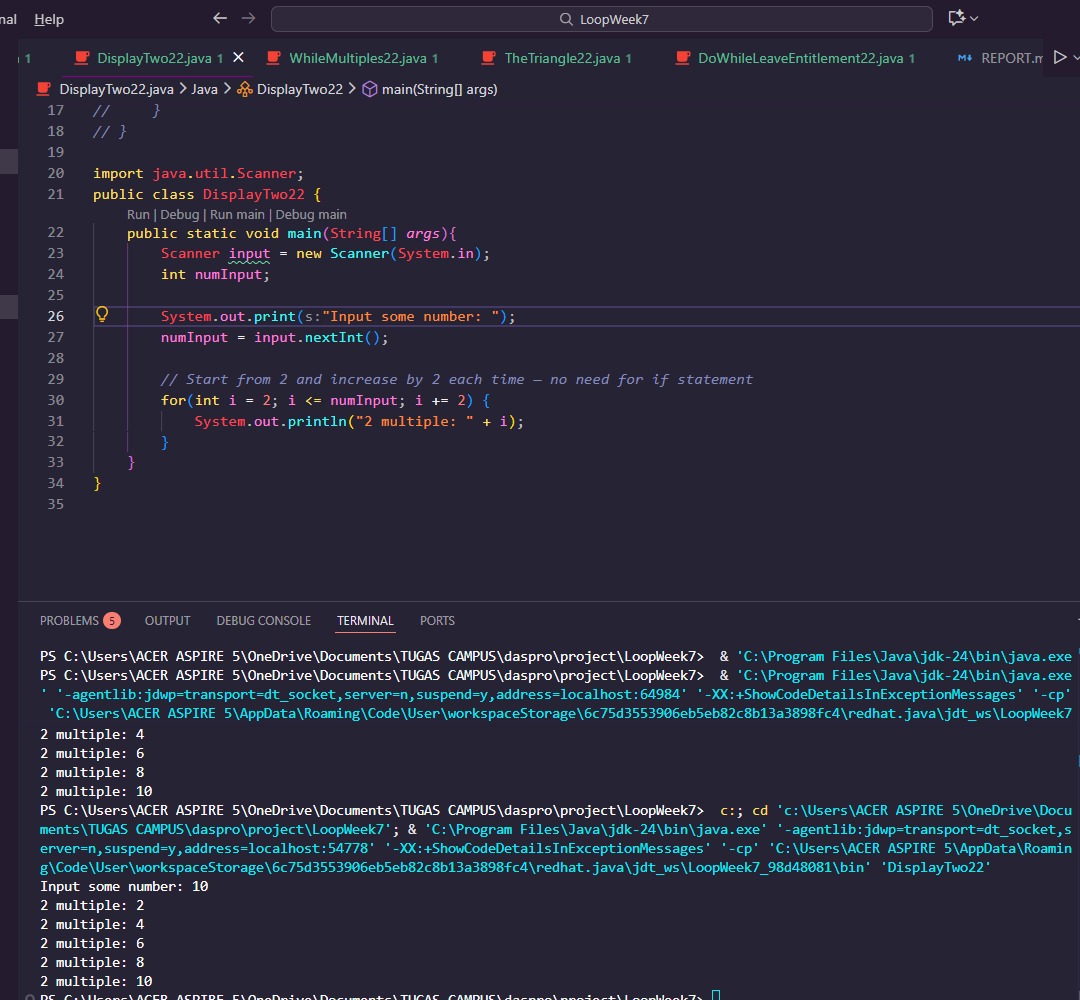 nal Help ← → LoopWeek7
1 DisplayTwo22.java 1 × WhileMultiples22.java 1 TheTriangle22.java 1 DoWhileLeaveEntitlement22.java 1 REPORT.m
DisplayTwo22.java > Java > DisplayTwo22 > main(String[] args)
17 // }
18 // }
19
20 import java.util.Scanner;
21 public class DisplayTwo22 {
Run | Debug | Run main | Debug main
22 public static void main(String[] args){
23 Scanner input = new Scanner(System.in);
24 int numInput;
25
26 System.out.print(s:"Input some number: ");
27 numInput = input.nextInt();
28
29 // Start from 2 and increase by 2 each time — no need for if statement
30 for(int i = 2; i <= numInput; i += 2) {
31 System.out.println("2 multiple: " + i);
32 }
33 }
34 }
35
PROBLEMS 5 OUTPUT DEBUG CONSOLE TERMINAL PORTS
PS C:\Users\ACER ASPIRE 5\OneDrive\Documents\TUGAS CAMPUS\daspro\project\LoopWeek7> & 'C:\Program Files\Java\jdk-24\bin\java.exe
PS C:\Users\ACER ASPIRE 5\OneDrive\Documents\TUGAS CAMPUS\daspro\project\LoopWeek7> & 'C:\Program Files\Java\jdk-24\bin\java.exe
' '-agentlib:jdwp=transport=dt_socket,server=n,suspend=y,address=localhost:64984' '-XX:+ShowCodeDetailsInExceptionMessages' '-cp'
'C:\Users\ACER ASPIRE 5\AppData\Roaming\Code\User\workspaceStorage\6c75d3553906eb5eb82c8b13a3898fc4\redhat.java\jdt_ws\LoopWeek7
2 multiple: 4
2 multiple: 6
2 multiple: 8
2 multiple: 10
PS C:\Users\ACER ASPIRE 5\OneDrive\Documents\TUGAS CAMPUS\daspro\project\LoopWeek7> c:; cd 'c:\Users\ACER ASPIRE 5\OneDrive\Docu
ments\TUGAS CAMPUS\daspro\project\LoopWeek7'; & 'C:\Program Files\Java\jdk-24\bin\java.exe' '-agentlib:jdwp=transport=dt_socket,s
erver=n,suspend=y,address=localhost:54778' '-XX:+ShowCodeDetailsInExceptionMessages' '-cp' 'C:\Users\ACER ASPIRE 5\AppData\Roamin
g\Code\User\workspaceStorage\6c75d3553906eb5eb82c8b13a3898fc4\redhat.java\jdt_ws\LoopWeek7_98d48081\bin' 'DisplayTwo22'
Input some number: 10
2 multiple: 2
2 multiple: 4
2 multiple: 6
2 multiple: 8
2 multiple: 10
PS C:\Users\ACER ASPIRE 5\OneDrive\Documents\TUGAS CAMPUS\daspro\project\LoopWeek7>